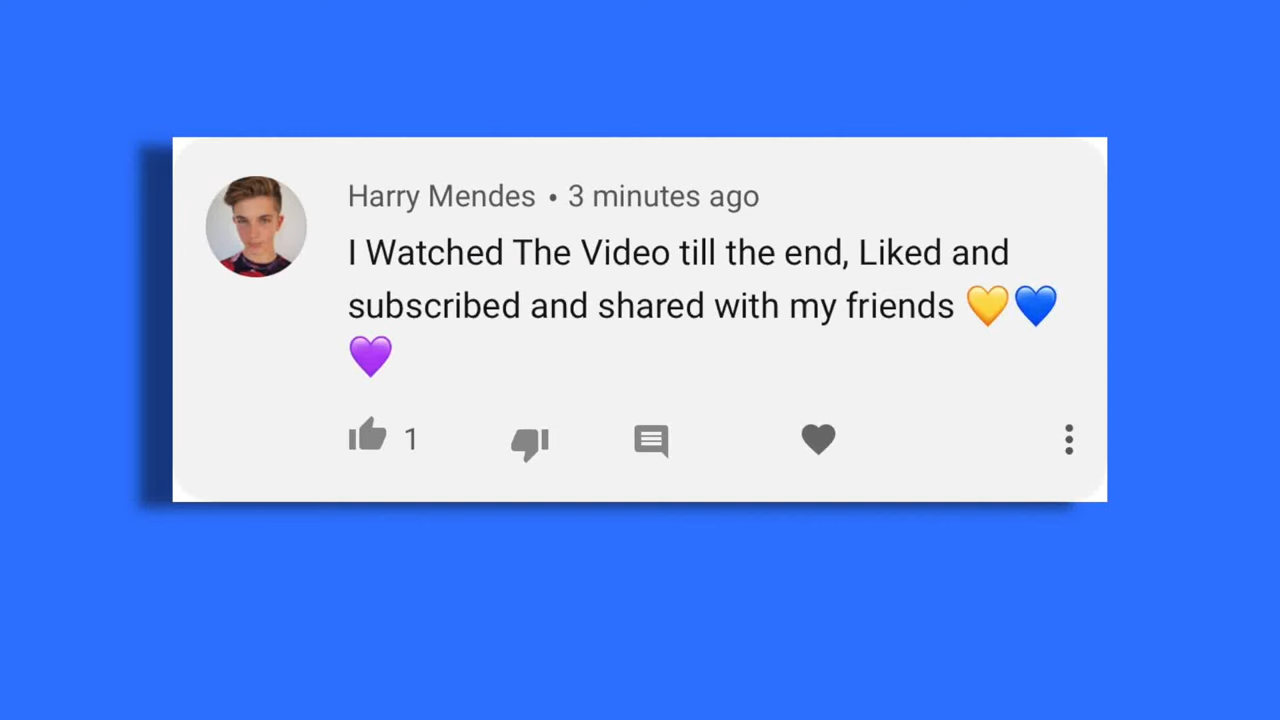 Harry Mendes • 3 minutes ago
I Watched The Video till the end, Liked and
subscribed and shared with my friends 💛💙
💜
1